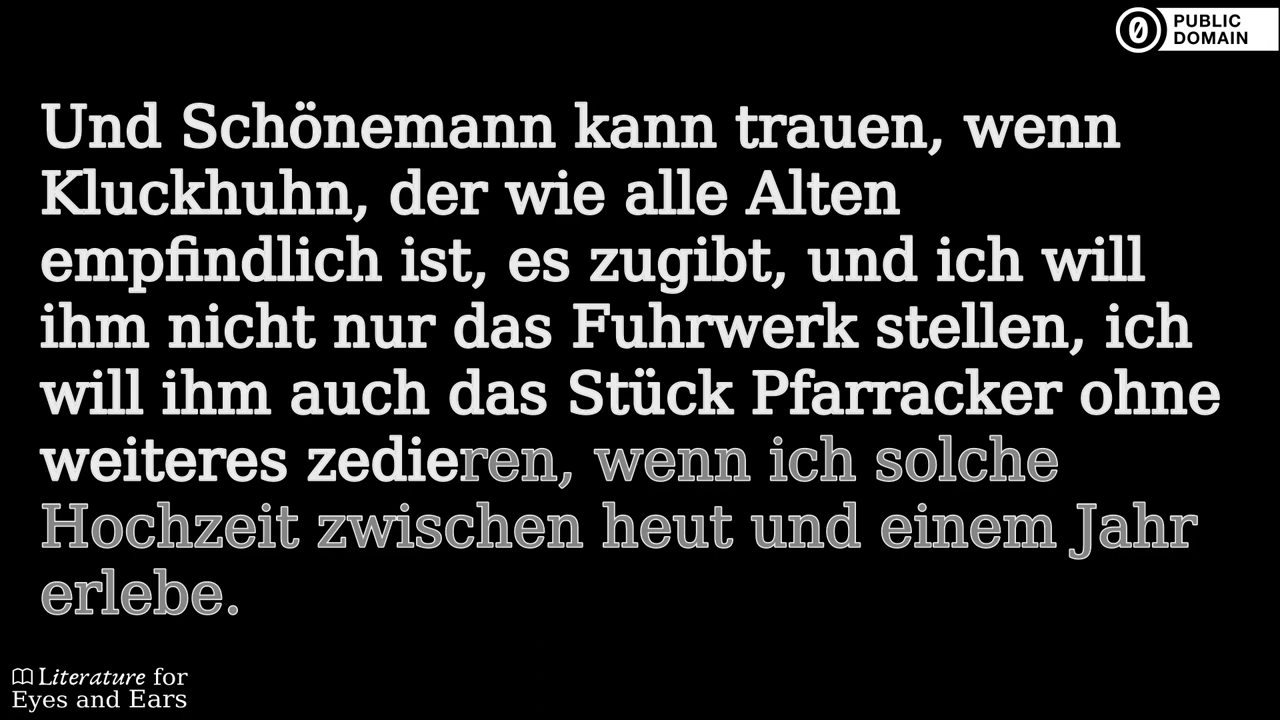 PUBLIC
DOMAIN
Und Schönemann kann trauen, wenn
Kluckhuhn, der wie alle Alten
empfindlich ist, es zugibt, und ich will
ihm nicht nur das Fuhrwerk stellen, ich
will ihm auch das Stück Pfarracker ohne
weiteres zedieren, wenn ich solche
Hochzeit zwischen heut und einem Jahr
erlebe.
Literature for
Eyes and Ears